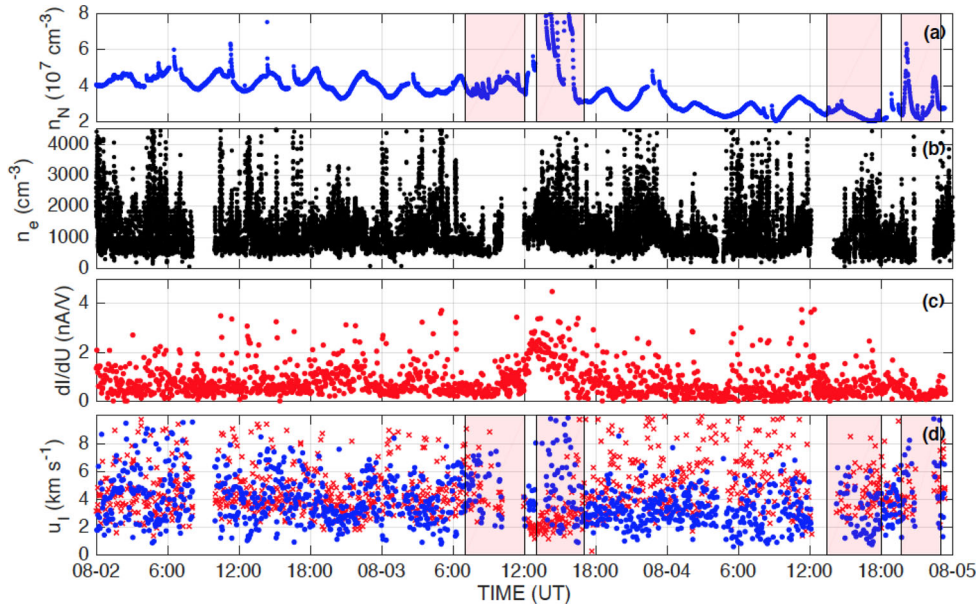 8
6
4
2
n_N (10^7 cm^-3)
(a)
4000
3000
2000
1000
0
n_e (cm^-3)
(b)
4
2
0
dI/dU (nA/V)
(c)
8
6
4
2
0
u_I (km s^-1)
(d)
08-02 6:00 12:00 18:00 08-03 6:00 12:00 18:00 08-04 6:00 12:00 18:00 08-05
TIME (UT)